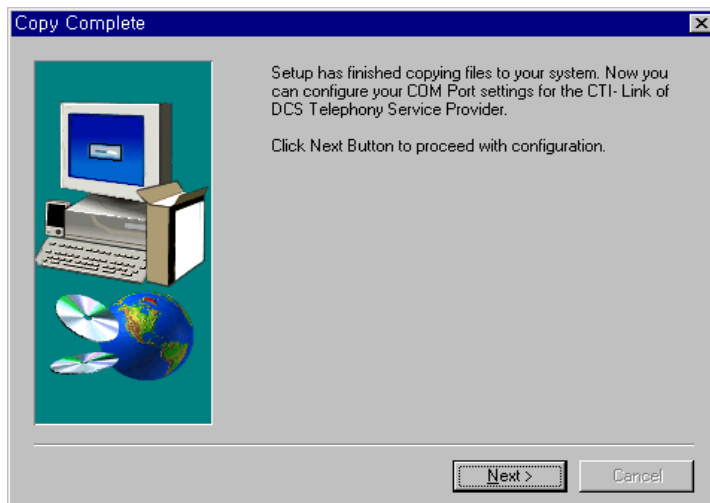 Copy Complete
Setup has finished copying files to your system. Now you
can configure your COM Port settings for the CTI- Link of
DCS Telephony Service Provider.
Click Next Button to proceed with configuration.
Next >
Cancel